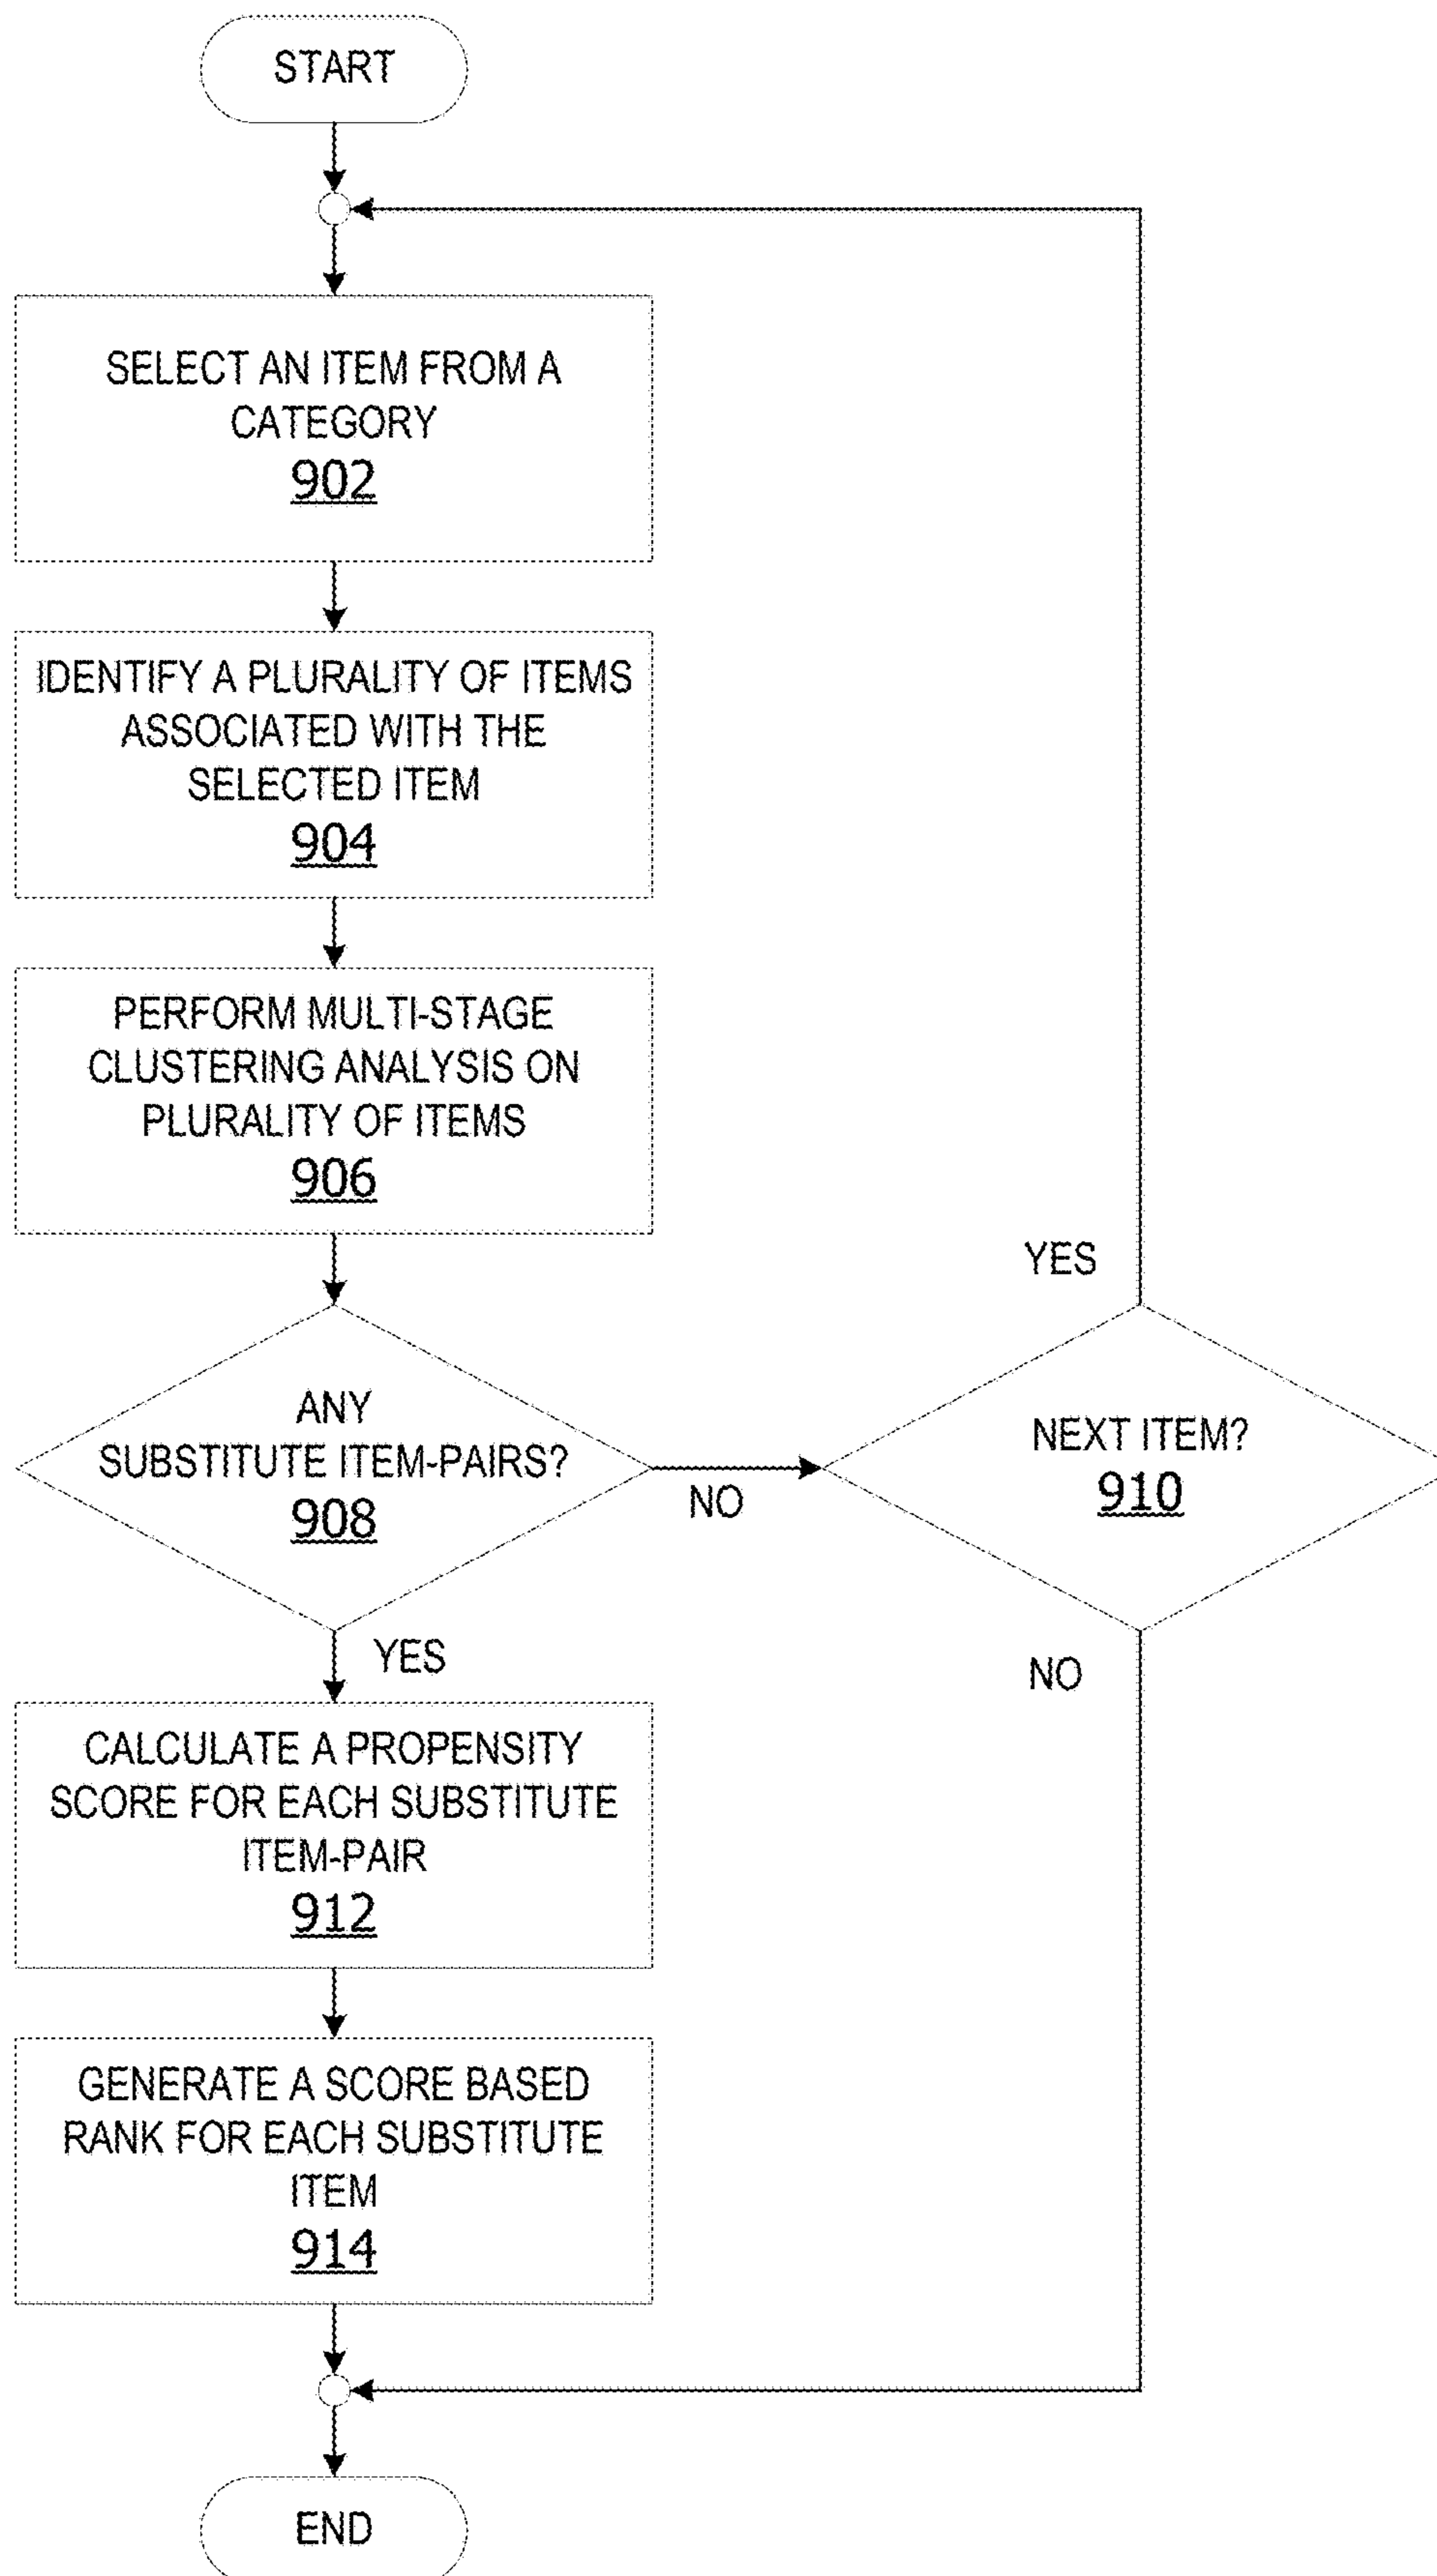 START
SELECT AN ITEM FROM A
CATEGORY
902
IDENTIFY A PLURALITY OF ITEMS
ASSOCIATED WITH THE
SELECTED ITEM
904
PERFORM MULTI-STAGE
CLUSTERING ANALYSIS ON
PLURALITY OF ITEMS
906
YES
ANY
SUBSTITUTE ITEM-PAIRS?
908
NO
NEXT ITEM?
910
YES
NO
CALCULATE A PROPENSITY
SCORE FOR EACH SUBSTITUTE
ITEM-PAIR
912
GENERATE A SCORE BASED
RANK FOR EACH SUBSTITUTE
ITEM
914
END